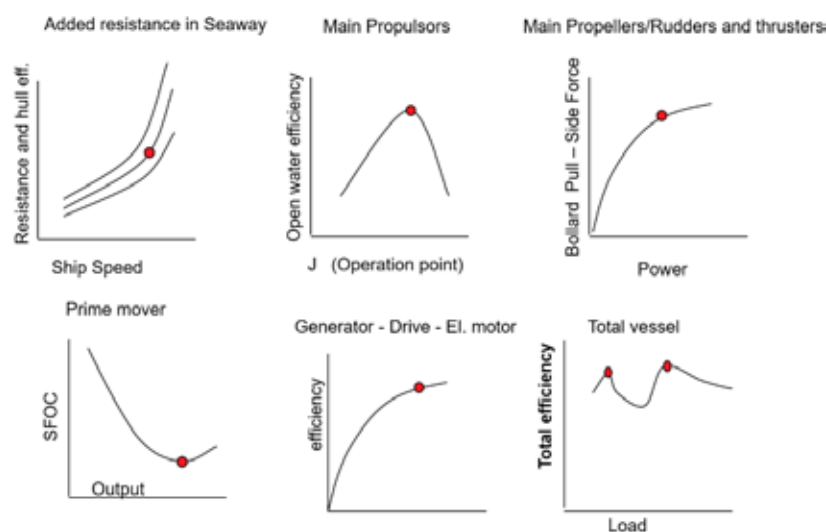 Added resistance in Seaway
Main Propulsors
Main Propellers/Rudders and thrusters
Resistance and hull eff.
Open water efficiency
Bollard Pull – Side Force
Ship Speed
J (Operation point)
Power
Prime mover
Generator - Drive - El. motor
Total vessel
SFOC
efficiency
Total efficiency
Output
Load